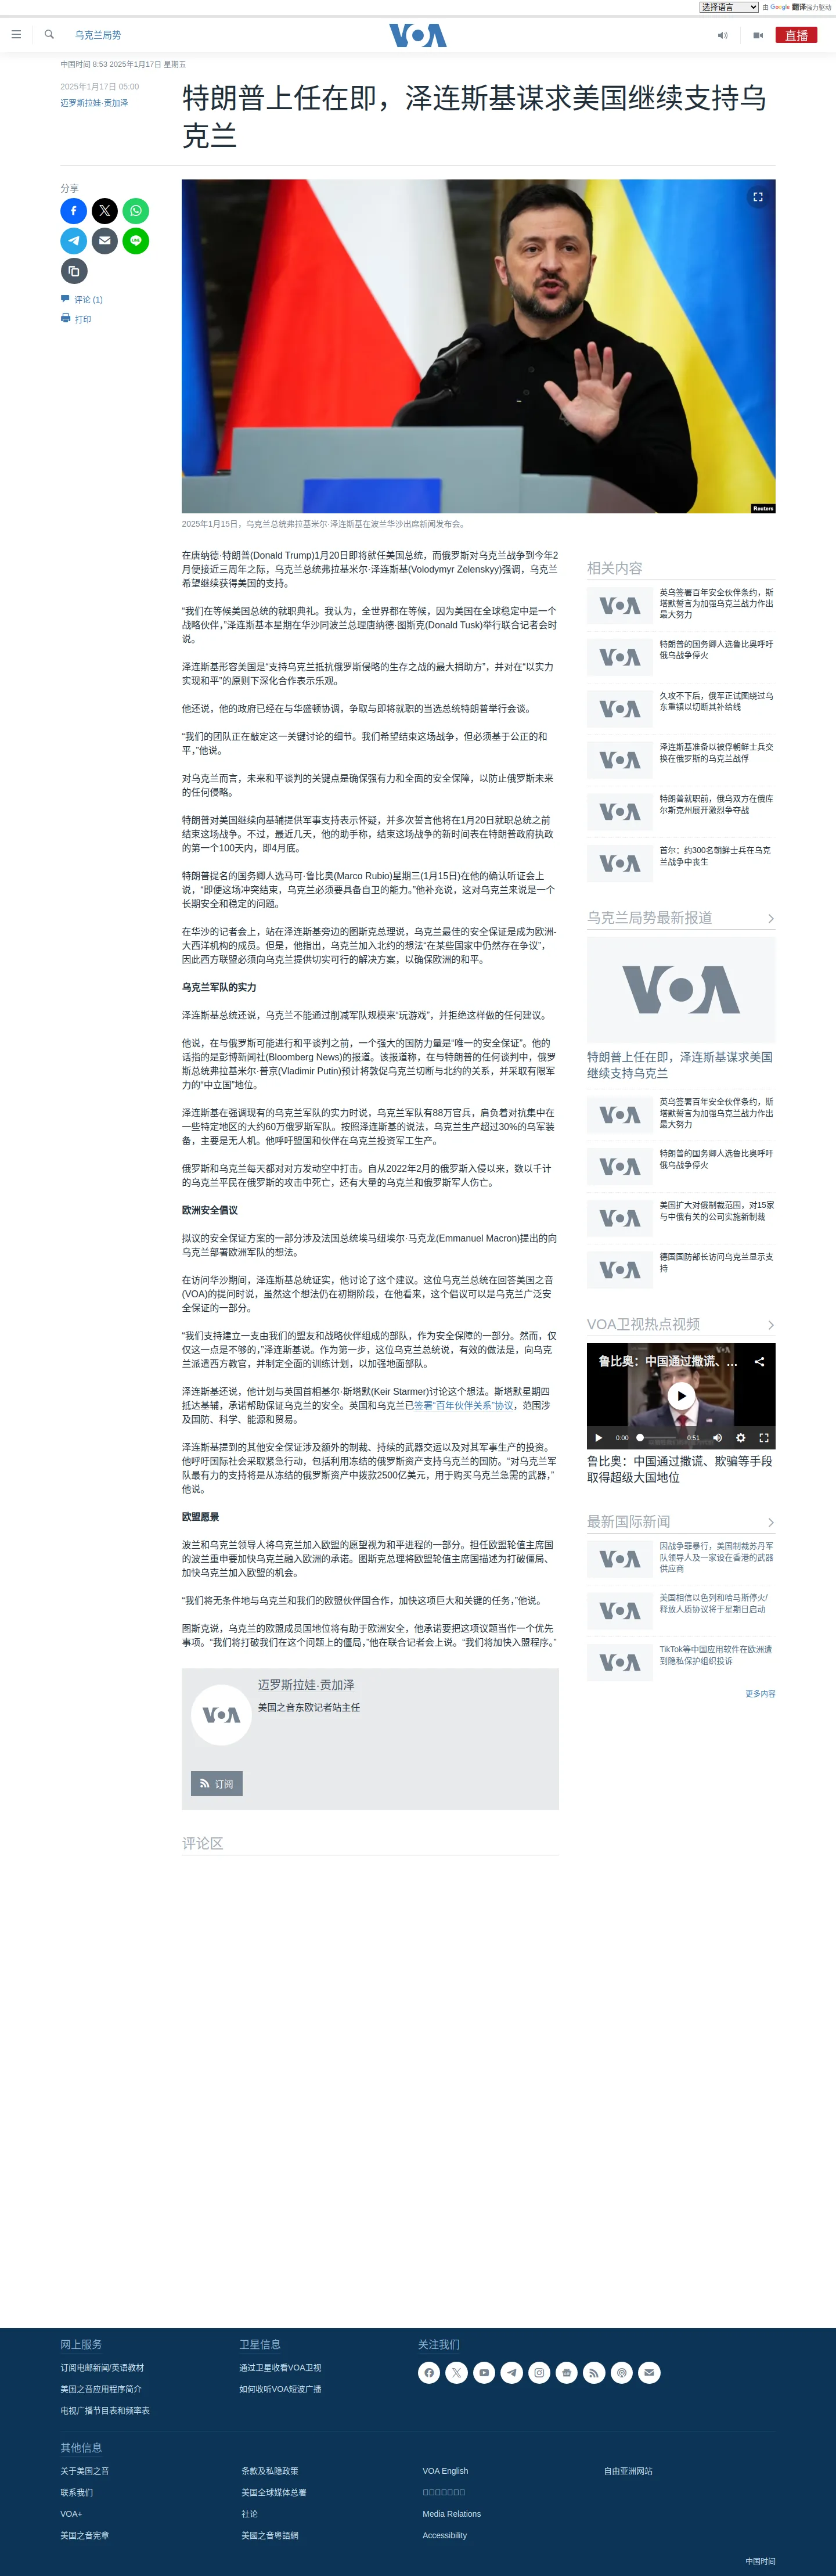 选择语言 由 Google 翻译强力驱动
乌克兰局势
VOA
直播
中国时间 8:53 2025年1月17日 星期五
2025年1月17日 05:00
迈罗斯拉娃·贡加泽
特朗普上任在即，泽连斯基谋求美国继续支持乌
克兰
分享
评论 (1)
打印
Reuters
2025年1月15日，乌克兰总统弗拉基米尔·泽连斯基在波兰华沙出席新闻发布会。
在唐纳德·特朗普(Donald Trump)1月20日即将就任美国总统，而俄罗斯对乌克兰战争到今年2
月便接近三周年之际，乌克兰总统弗拉基米尔·泽连斯基(Volodymyr Zelenskyy)强调，乌克兰
希望继续获得美国的支持。
“我们在等候美国总统的就职典礼。我认为，全世界都在等候，因为美国在全球稳定中是一个
战略伙伴，”泽连斯基本星期在华沙同波兰总理唐纳德·图斯克(Donald Tusk)举行联合记者会时
说。
泽连斯基形容美国是“支持乌克兰抵抗俄罗斯侵略的生存之战的最大捐助方”，并对在“以实力
实现和平”的原则下深化合作表示乐观。
他还说，他的政府已经在与华盛顿协调，争取与即将就职的当选总统特朗普举行会谈。
“我们的团队正在敲定这一关键讨论的细节。我们希望结束这场战争，但必须基于公正的和
平，”他说。
对乌克兰而言，未来和平谈判的关键点是确保强有力和全面的安全保障，以防止俄罗斯未来
的任何侵略。
特朗普对美国继续向基辅提供军事支持表示怀疑，并多次誓言他将在1月20日就职总统之前
结束这场战争。不过，最近几天，他的助手称，结束这场战争的新时间表在特朗普政府执政
的第一个100天内，即4月底。
特朗普提名的国务卿人选马可·鲁比奥(Marco Rubio)星期三(1月15日)在他的确认听证会上
说，“即便这场冲突结束，乌克兰必须要具备自卫的能力。”他补充说，这对乌克兰来说是一个
长期安全和稳定的问题。
在华沙的记者会上，站在泽连斯基旁边的图斯克总理说，乌克兰最佳的安全保证是成为欧洲-
大西洋机构的成员。但是，他指出，乌克兰加入北约的想法“在某些国家中仍然存在争议”，
因此西方联盟必须向乌克兰提供切实可行的解决方案，以确保欧洲的和平。
乌克兰军队的实力
泽连斯基总统还说，乌克兰不能通过削减军队规模来“玩游戏”，并拒绝这样做的任何建议。
他说，在与俄罗斯可能进行和平谈判之前，一个强大的国防力量是“唯一的安全保证”。他的
话指的是彭博新闻社(Bloomberg News)的报道。该报道称，在与特朗普的任何谈判中，俄罗
斯总统弗拉基米尔·普京(Vladimir Putin)预计将敦促乌克兰切断与北约的关系，并采取有限军
力的“中立国”地位。
泽连斯基在强调现有的乌克兰军队的实力时说，乌克兰军队有88万官兵，肩负着对抗集中在
一些特定地区的大约60万俄罗斯军队。按照泽连斯基的说法，乌克兰生产超过30%的乌军装
备，主要是无人机。他呼吁盟国和伙伴在乌克兰投资军工生产。
俄罗斯和乌克兰每天都对对方发动空中打击。自从2022年2月的俄罗斯入侵以来，数以千计
的乌克兰平民在俄罗斯的攻击中死亡，还有大量的乌克兰和俄罗斯军人伤亡。
欧洲安全倡议
拟议的安全保证方案的一部分涉及法国总统埃马纽埃尔·马克龙(Emmanuel Macron)提出的向
乌克兰部署欧洲军队的想法。
在访问华沙期间，泽连斯基总统证实，他讨论了这个建议。这位乌克兰总统在回答美国之音
(VOA)的提问时说，虽然这个想法仍在初期阶段，在他看来，这个倡议可以是乌克兰广泛安
全保证的一部分。
“我们支持建立一支由我们的盟友和战略伙伴组成的部队，作为安全保障的一部分。然而，仅
仅这一点是不够的，”泽连斯基说。作为第一步，这位乌克兰总统说，有效的做法是，向乌克
兰派遣西方教官，并制定全面的训练计划，以加强地面部队。
泽连斯基还说，他计划与英国首相基尔·斯塔默(Keir Starmer)讨论这个想法。斯塔默星期四
抵达基辅，承诺帮助保证乌克兰的安全。英国和乌克兰已签署“百年伙伴关系”协议，范围涉
及国防、科学、能源和贸易。
泽连斯基提到的其他安全保证涉及额外的制裁、持续的武器交运以及对其军事生产的投资。
他呼吁国际社会采取紧急行动，包括利用冻结的俄罗斯资产支持乌克兰的国防。“对乌克兰军
队最有力的支持将是从冻结的俄罗斯资产中拨款2500亿美元，用于购买乌克兰急需的武器，”
他说。
欧盟愿景
波兰和乌克兰领导人将乌克兰加入欧盟的愿望视为和平进程的一部分。担任欧盟轮值主席国
的波兰重申要加快乌克兰融入欧洲的承诺。图斯克总理将欧盟轮值主席国描述为打破僵局、
加快乌克兰加入欧盟的机会。
“我们将无条件地与乌克兰和我们的欧盟伙伴国合作，加快这项巨大和关键的任务，”他说。
图斯克说，乌克兰的欧盟成员国地位将有助于欧洲安全，他承诺要把这项议题当作一个优先
事项。“我们将打破我们在这个问题上的僵局，”他在联合记者会上说。“我们将加快入盟程序。”
迈罗斯拉娃·贡加泽
美国之音东欧记者站主任
VOA
订阅
评论区
相关内容
VOA
英乌签署百年安全伙伴条约，斯
塔默誓言为加强乌克兰战力作出
最大努力
VOA
特朗普的国务卿人选鲁比奥呼吁
俄乌战争停火
VOA
久攻不下后，俄军正试图绕过乌
东重镇以切断其补给线
VOA
泽连斯基准备以被俘朝鲜士兵交
换在俄罗斯的乌克兰战俘
VOA
特朗普就职前，俄乌双方在俄库
尔斯克州展开激烈争夺战
VOA
首尔：约300名朝鲜士兵在乌克
兰战争中丧生
乌克兰局势最新报道
VOA
特朗普上任在即，泽连斯基谋求美国
继续支持乌克兰
VOA
英乌签署百年安全伙伴条约，斯
塔默誓言为加强乌克兰战力作出
最大努力
VOA
特朗普的国务卿人选鲁比奥呼吁
俄乌战争停火
VOA
美国扩大对俄制裁范围，对15家
与中俄有关的公司实施新制裁
VOA
德国国防部长访问乌克兰显示支
持
VOA卫视热点视频
鲁比奥：中国通过撒谎、...
VOA
0:00
0:51
鲁比奥：中国通过撒谎、欺骗等手段
取得超级大国地位
最新国际新闻
VOA
因战争罪暴行，美国制裁苏丹军
队领导人及一家设在香港的武器
供应商
VOA
美国相信以色列和哈马斯停火/
释放人质协议将于星期日启动
VOA
TikTok等中国应用软件在欧洲遭
到隐私保护组织投诉
更多内容
网上服务
订阅电邮新闻/英语教材
美国之音应用程序简介
电视广播节目表和频率表
卫星信息
通过卫星收看VOA卫视
如何收听VOA短波广播
关注我们
其他信息
关于美国之音
联系我们
VOA+
美国之音宪章
条款及私隐政策
美国全球媒体总署
社论
美國之音粵語網
VOA English
Media Relations
Accessibility
自由亚洲网站
中国时间